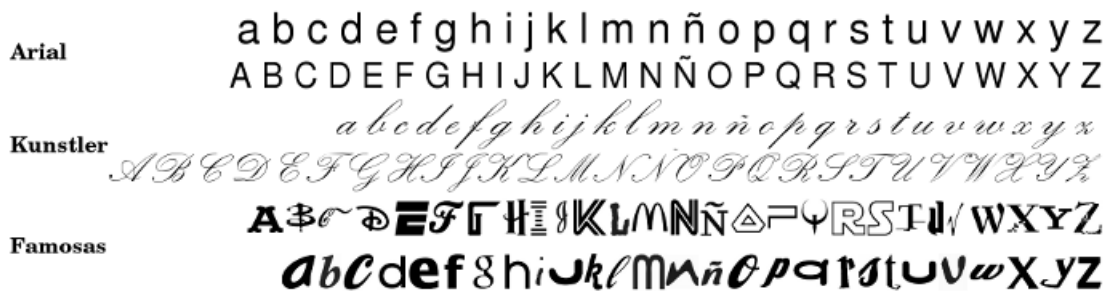 Arial
a b c d e f g h i j k l m n ñ o p q r s t u v w x y z
A B C D E F G H I J K L M N Ñ O P Q R S T U V W X Y Z
Kunstler
a b c d e f g h i j k l m n ñ o p q r s t u v w x y z
A B C D E F G H I J K L M N Ñ O P Q R S T U V W X Y Z
Famosas
A B C D E F G H I J K L M N Ñ O P Q R S T U V W X Y Z
a b c d e f g h i j k l m n ñ o p q r s t u v w x y z